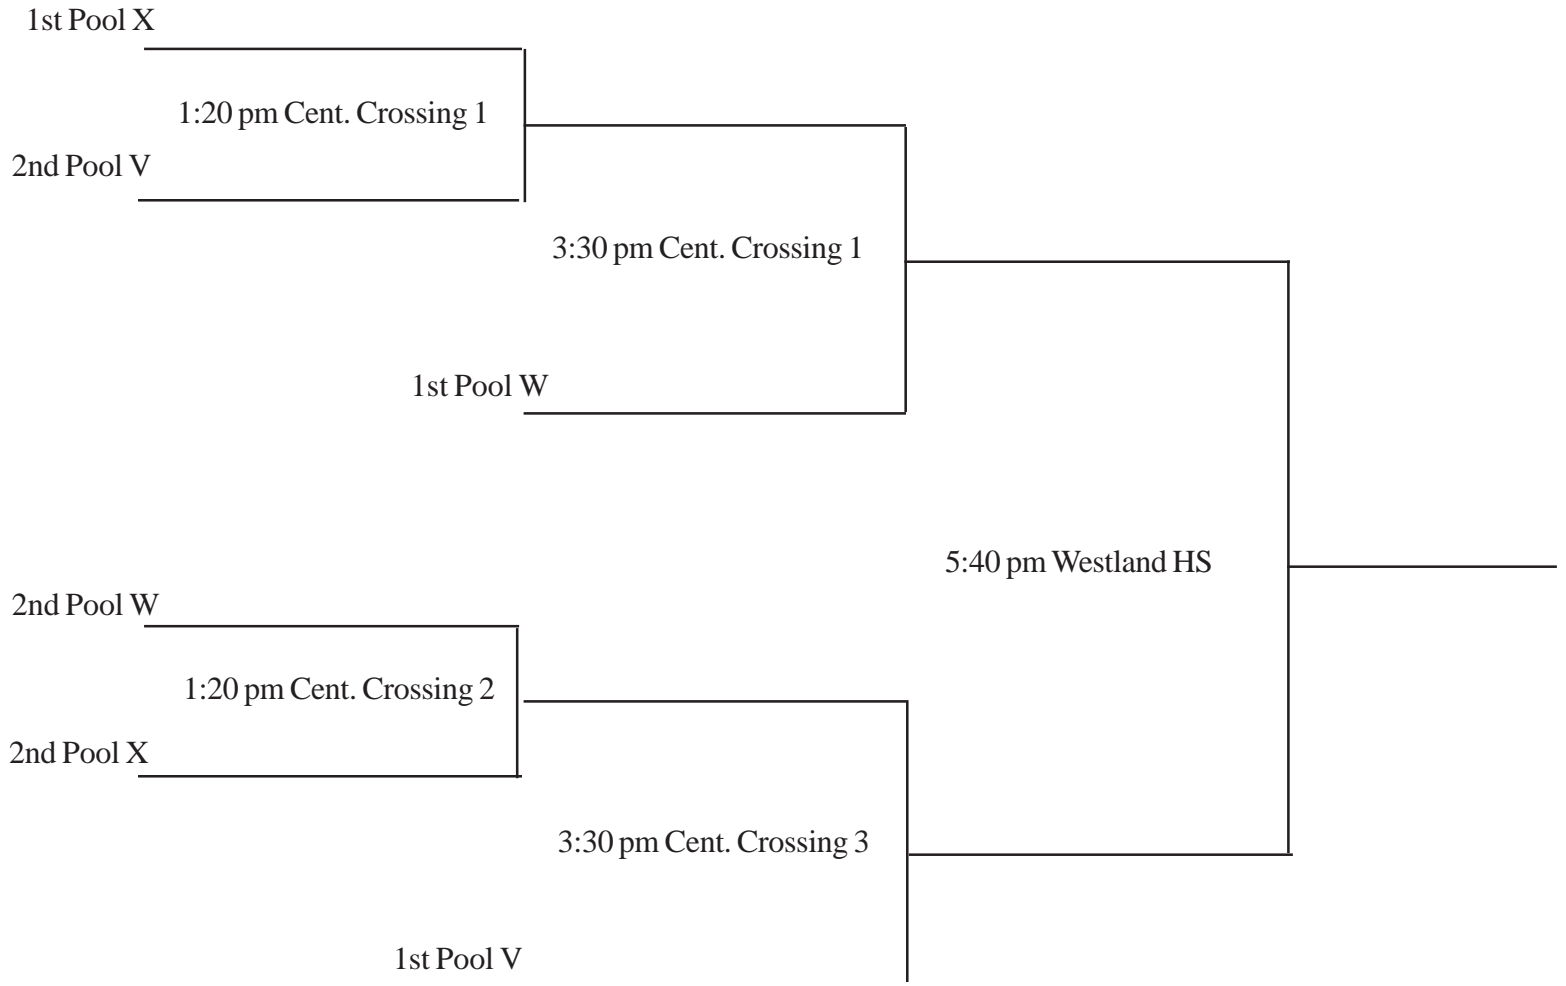 1st Pool X
1:20 pm Cent. Crossing 1
2nd Pool V
3:30 pm Cent. Crossing 1
1st Pool W
5:40 pm Westland HS
2nd Pool W
1:20 pm Cent. Crossing 2
2nd Pool X
3:30 pm Cent. Crossing 3
1st Pool V